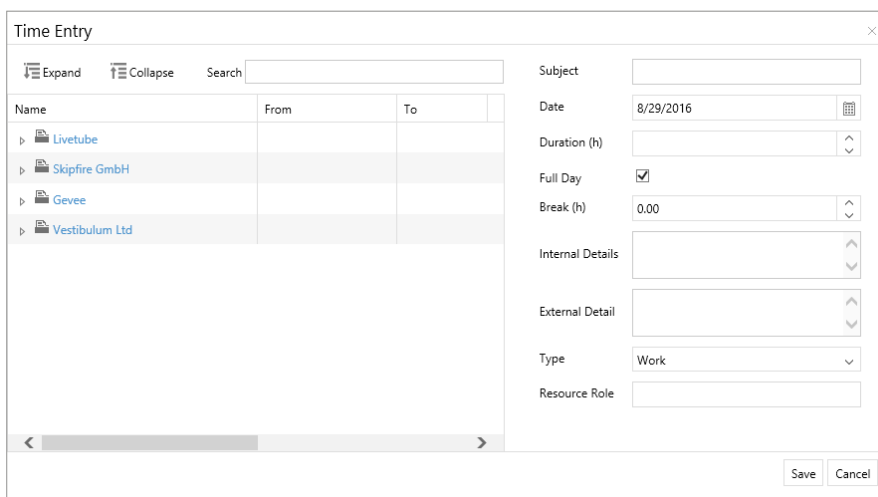 Time Entry
Expand Collapse Search
Name From To
Livetube
Skipfire GmbH
Gevee
Vestibulum Ltd
Subject
Date 8/29/2016
Duration (h)
Full Day
Break (h) 0.00
Internal Details
External Detail
Type Work
Resource Role
Save Cancel